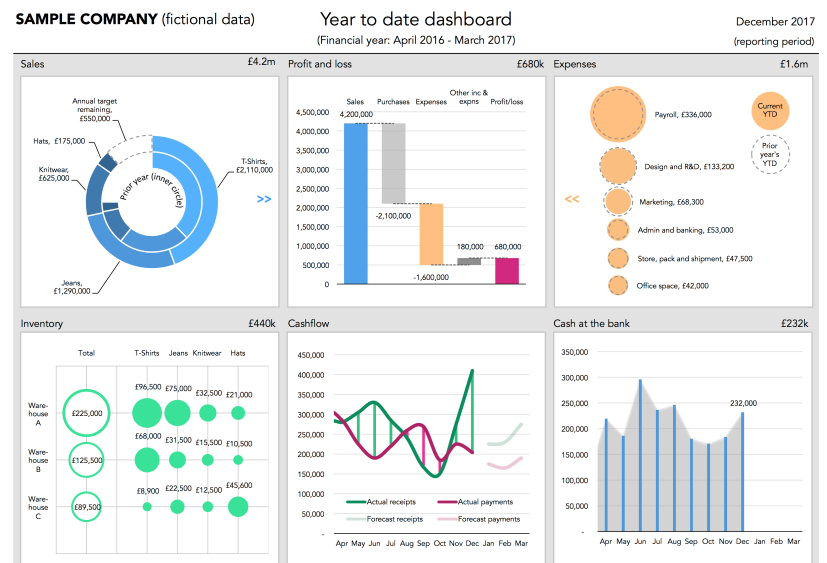 SAMPLE COMPANY (fictional data)
Year to date dashboard
December 2017
(Financial year: April 2016 - March 2017)
(reporting period)
Sales £4.2m
Annual target
remaining,
£550,000
Hats, £175,000
Knitwear,
£625,000
T-Shirts,
£2,110,000
Prior year (inner circle)
>>
Jeans,
£1,290,000
Profit and loss £680k
Sales Purchases Expenses Other inc &
expns Profit/loss
4,500,000
4,200,000
4,000,000
3,500,000
3,000,000
2,500,000
2,000,000
-2,100,000
1,500,000
1,000,000
180,000 680,000
500,000
-1,600,000
0
Expenses £1.6m
Payroll, £336,000
Current
YTD
Prior
year's
YTD
Design and R&D, £133,200
<<
Marketing, £68,300
Admin and banking, £53,000
Store, pack and shipment, £47,500
Office space, £42,000
Inventory £440k
Total T-Shirts Jeans Knitwear Hats
£96,500 £75,000 £32,500 £21,000
Ware-
house
A
£225,000
£68,000 £31,500 £15,500 £10,500
Ware-
house
B
£125,500
£8,900 £22,500 £12,500 £45,600
Ware-
house
C
£89,500
Cashflow
450,000
400,000
350,000
300,000
250,000
200,000
150,000
100,000
50,000
-
Actual receipts Actual payments
Forecast receipts Forecast payments
Apr May Jun Jul Aug Sep Oct Nov Dec Jan Feb Mar
Cash at the bank £232k
350,000
300,000
250,000
232,000
200,000
150,000
100,000
50,000
-
Apr May Jun Jul Aug Sep Oct Nov Dec Jan Feb Mar